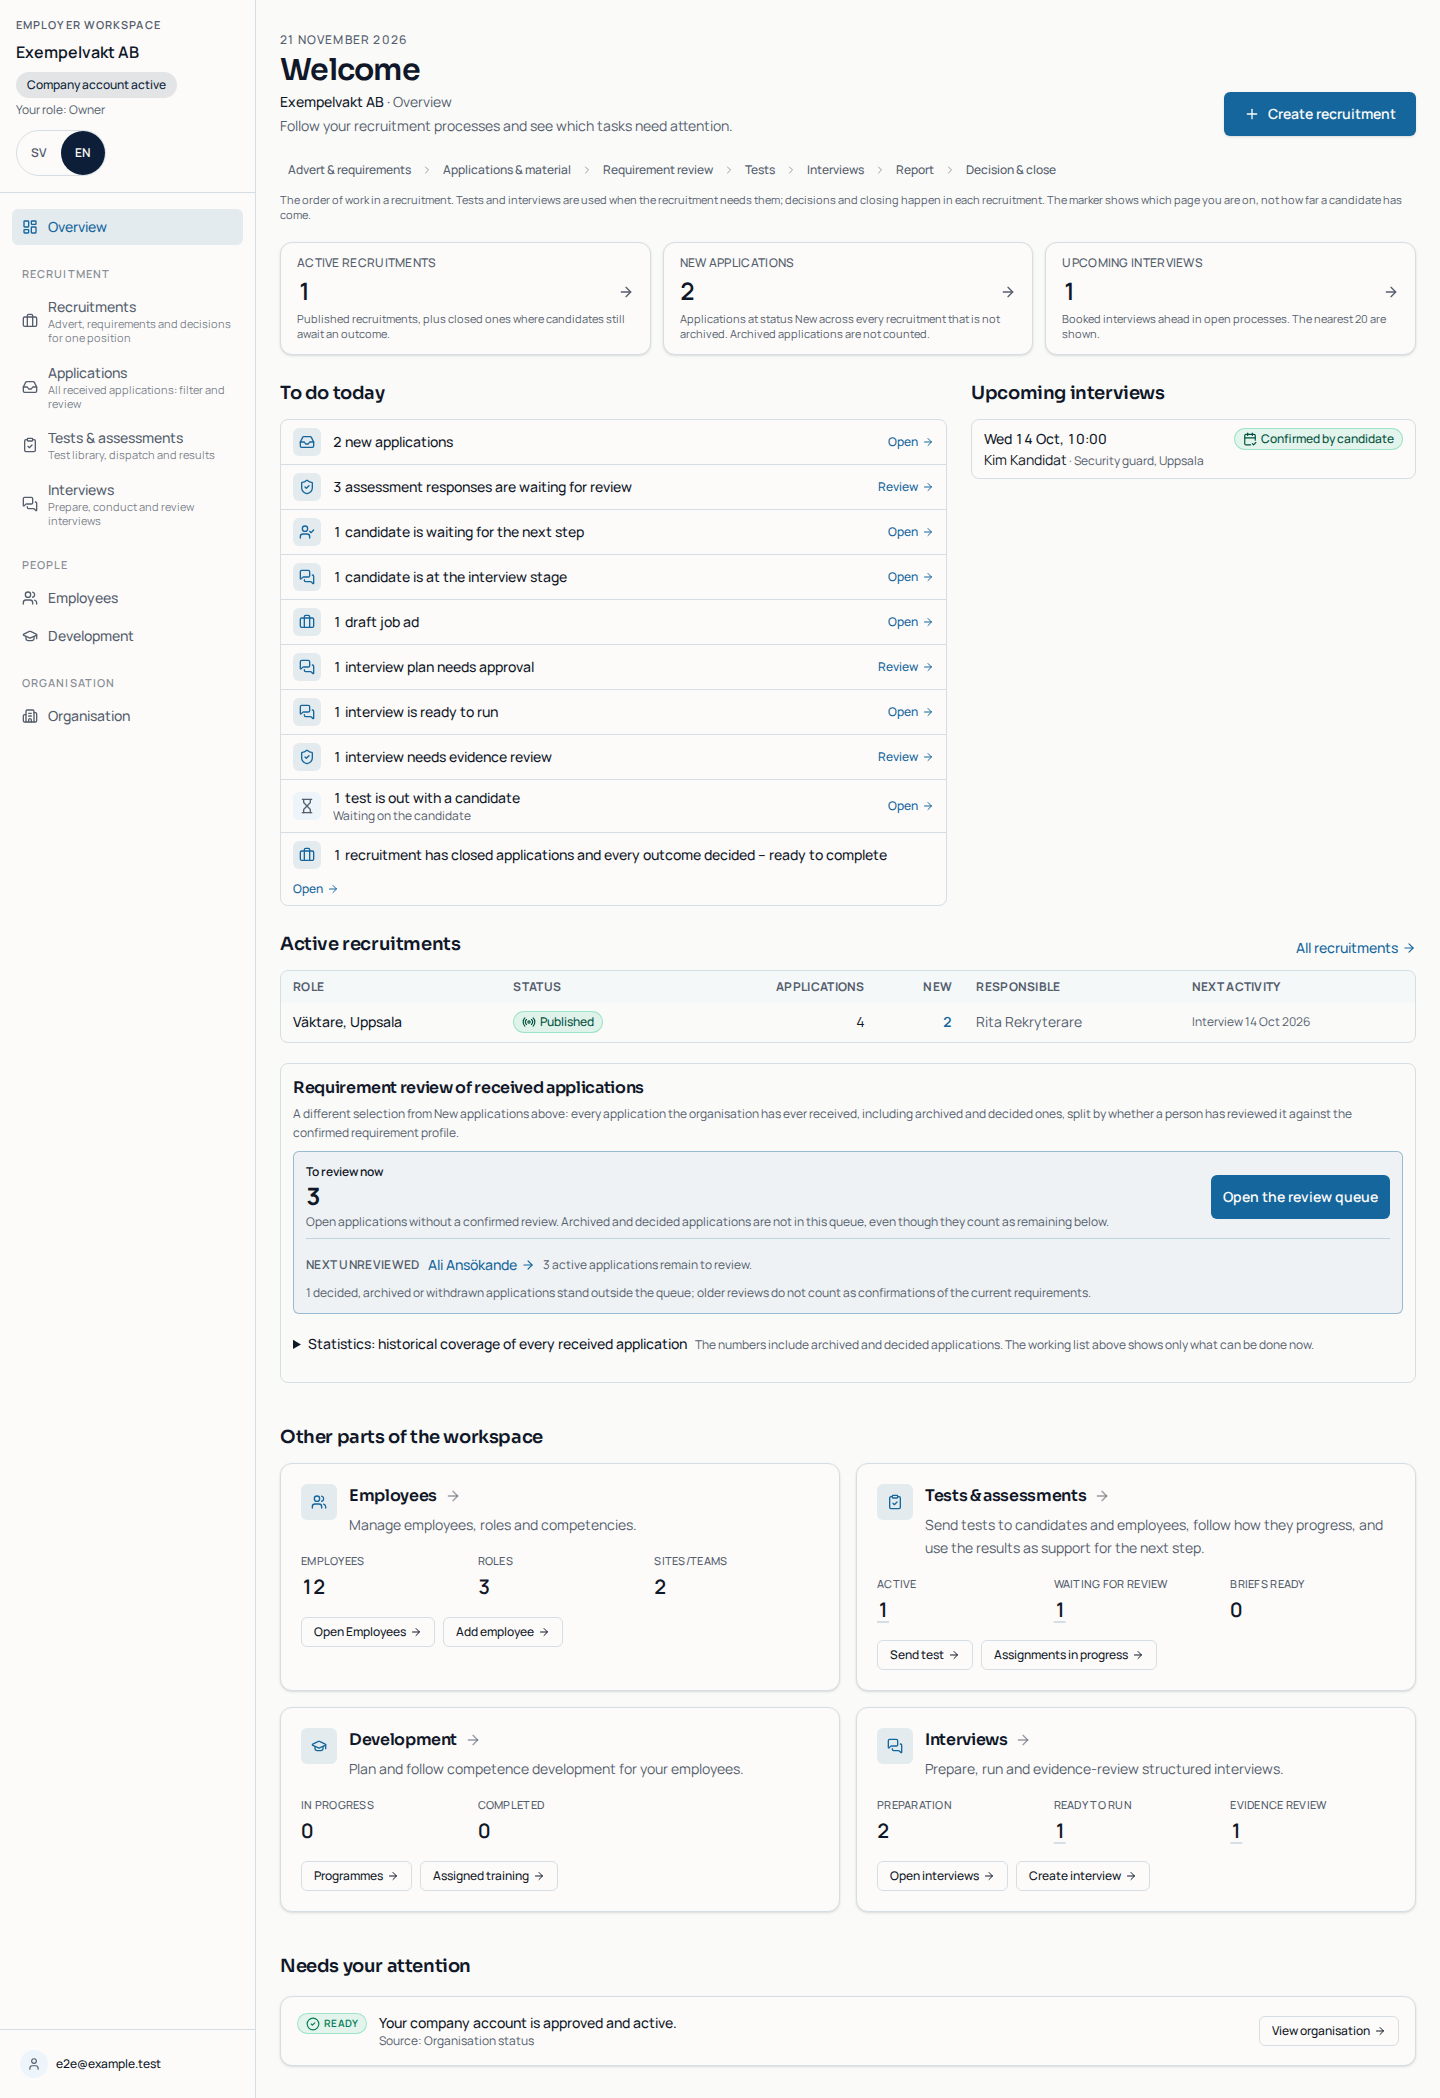 EMPLOYER WORKSPACE
Exempelvakt AB
Company account active
Your role: Owner
SV
EN
Overview
RECRUITMENT
Recruitments
Advert, requirements and decisions
for one position
Applications
All received applications: filter and
review
Tests & assessments
Test library, dispatch and results
Interviews
Prepare, conduct and review
interviews
PEOPLE
Employees
Development
ORGANISATION
Organisation
e2e@example.test
21 NOVEMBER 2026
Welcome
Exempelvakt AB · Overview
Follow your recruitment processes and see which tasks need attention.
Create recruitment
Advert & requirements
Applications & material
Requirement review
Tests
Interviews
Report
Decision & close
The order of work in a recruitment. Tests and interviews are used when the recruitment needs them; decisions and closing happen in each recruitment. The marker shows which page you are on, not how far a candidate has
come.
ACTIVE RECRUITMENTS
1
Published recruitments, plus closed ones where candidates still
await an outcome.
NEW APPLICATIONS
2
Applications at status New across every recruitment that is not
archived. Archived applications are not counted.
UPCOMING INTERVIEWS
1
Booked interviews ahead in open processes. The nearest 20 are
shown.
To do today
2 new applications
Open
3 assessment responses are waiting for review
Review
1 candidate is waiting for the next step
Open
1 candidate is at the interview stage
Open
1 draft job ad
Open
1 interview plan needs approval
Review
1 interview is ready to run
Open
1 interview needs evidence review
Review
1 test is out with a candidate
Waiting on the candidate
Open
1 recruitment has closed applications and every outcome decided – ready to complete
Open
Upcoming interviews
Wed 14 Oct, 10:00
Confirmed by candidate
Kim Kandidat · Security guard, Uppsala
Active recruitments
All recruitments
ROLE STATUS APPLICATIONS NEW RESPONSIBLE NEXT ACTIVITY
Väktare, Uppsala Published 4 2 Rita Rekryterare Interview 14 Oct 2026
Requirement review of received applications
A different selection from New applications above: every application the organisation has ever received, including archived and decided ones, split by whether a person has reviewed it against the
confirmed requirement profile.
To review now
3
Open applications without a confirmed review. Archived and decided applications are not in this queue, even though they count as remaining below.
Open the review queue
NEXT UNREVIEWED Ali Ansökande 3 active applications remain to review.
1 decided, archived or withdrawn applications stand outside the queue; older reviews do not count as confirmations of the current requirements.
Statistics: historical coverage of every received application The numbers include archived and decided applications. The working list above shows only what can be done now.
Other parts of the workspace
Employees
Manage employees, roles and competencies.
EMPLOYEES ROLES SITES/TEAMS
12 3 2
Open Employees Add employee
Tests & assessments
Send tests to candidates and employees, follow how they progress, and
use the results as support for the next step.
ACTIVE WAITING FOR REVIEW BRIEFS READY
1 1 0
Send test Assignments in progress
Development
Plan and follow competence development for your employees.
IN PROGRESS COMPLETED
0 0
Programmes Assigned training
Interviews
Prepare, run and evidence-review structured interviews.
PREPARATION READY TO RUN EVIDENCE REVIEW
2 1 1
Open interviews Create interview
Needs your attention
READY
Your company account is approved and active.
Source: Organisation status
View organisation